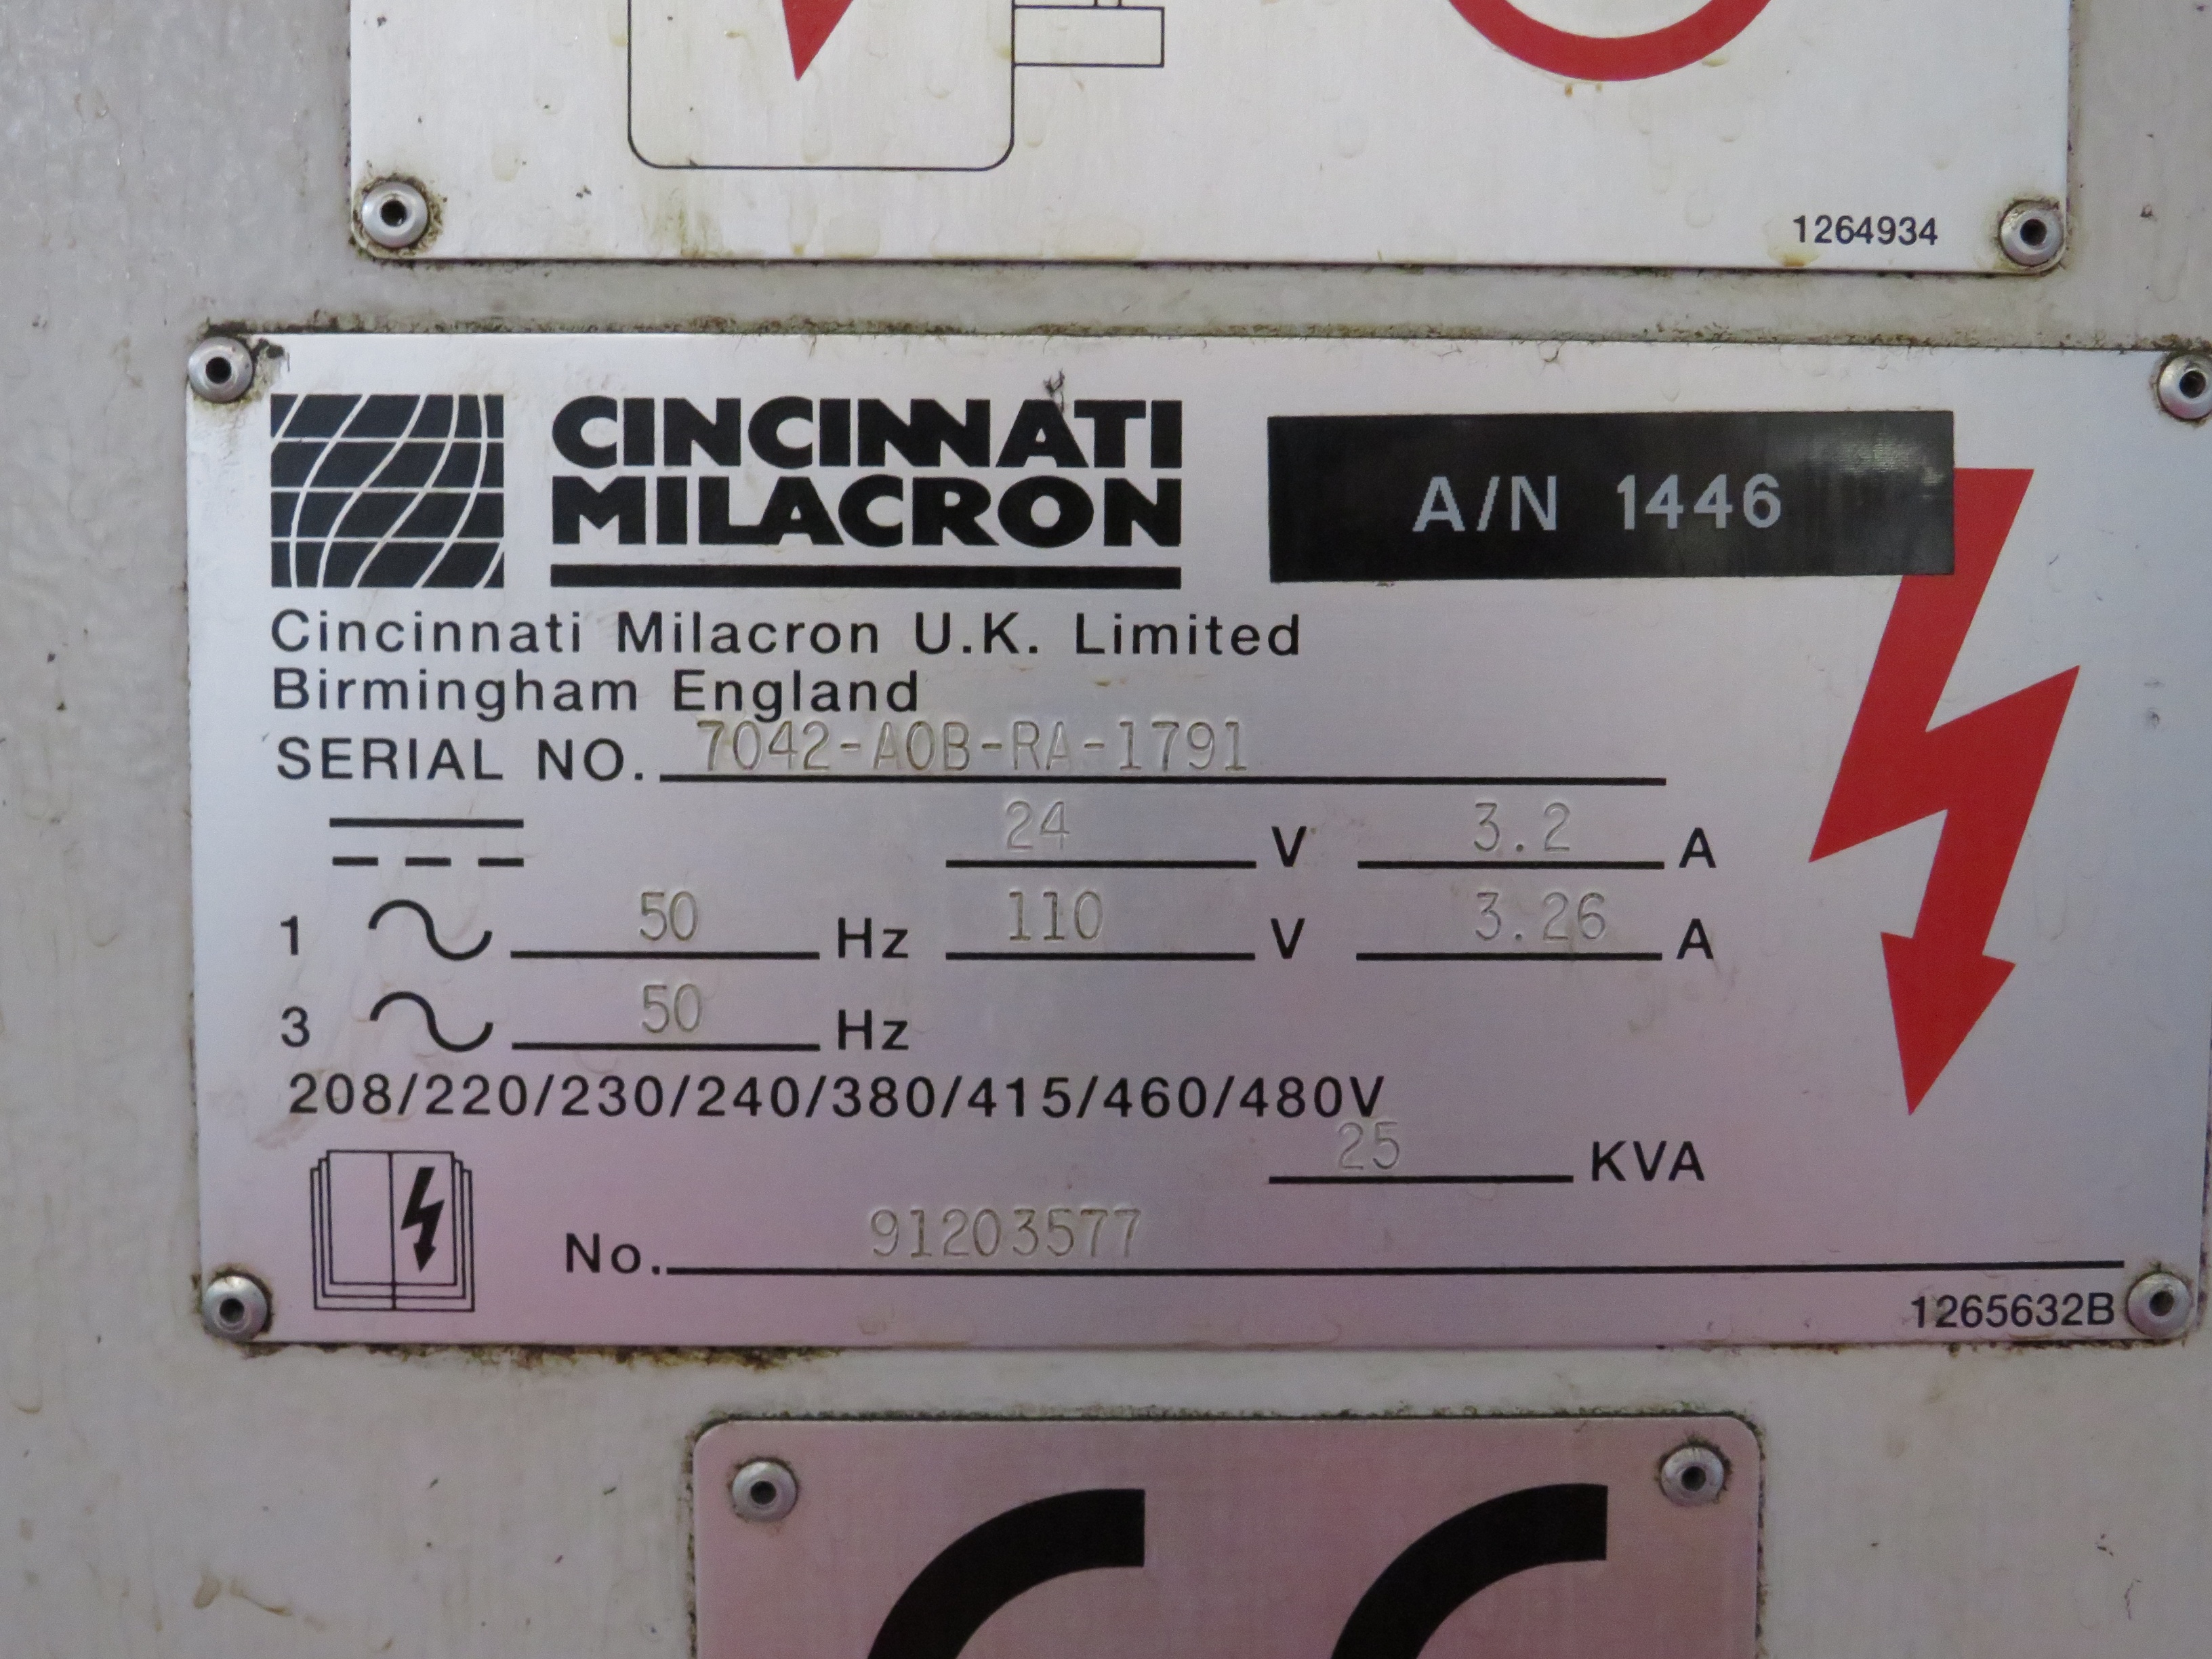 1264934
CINCINNATI
MILACRON
A/N 1446
Cincinnati Milacron U.K. Limited
Birmingham England
SERIAL NO. 7042-A0B-RA-1791
24 V 3.2 A
1 50 Hz 110 V 3.26 A
3 50 Hz
208/220/230/240/380/415/460/480V
25 KVA
No. 91203577
1265632B
CE